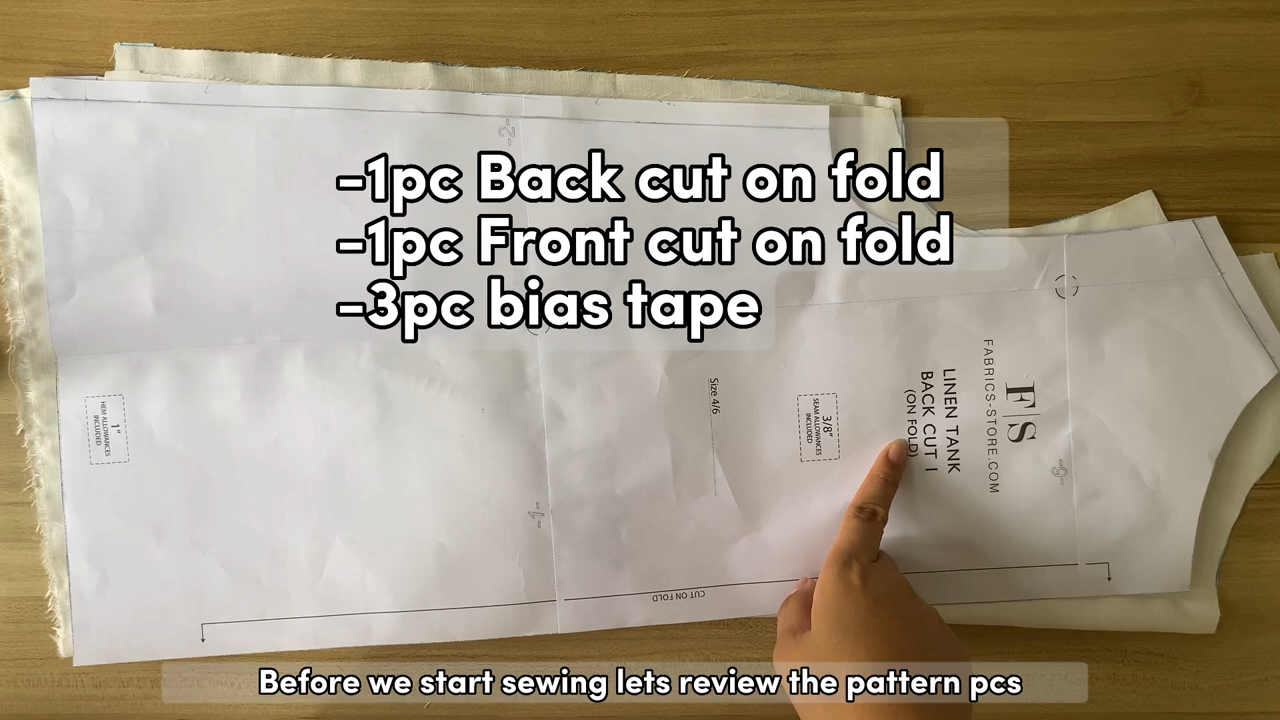 -1pc Back cut on fold
-1pc Front cut on fold
-3pc bias tape
-2-
F|S
FABRICS-STORE.COM
LINEN TANK
BACK CUT 1
(ON FOLD)
3/8"
SEAM ALLOWANCES
INCLUDED
Size 4/6
1"
HEM ALLOWANCES
INCLUDED
-1-
CUT ON FOLD
Before we start sewing lets review the pattern pcs